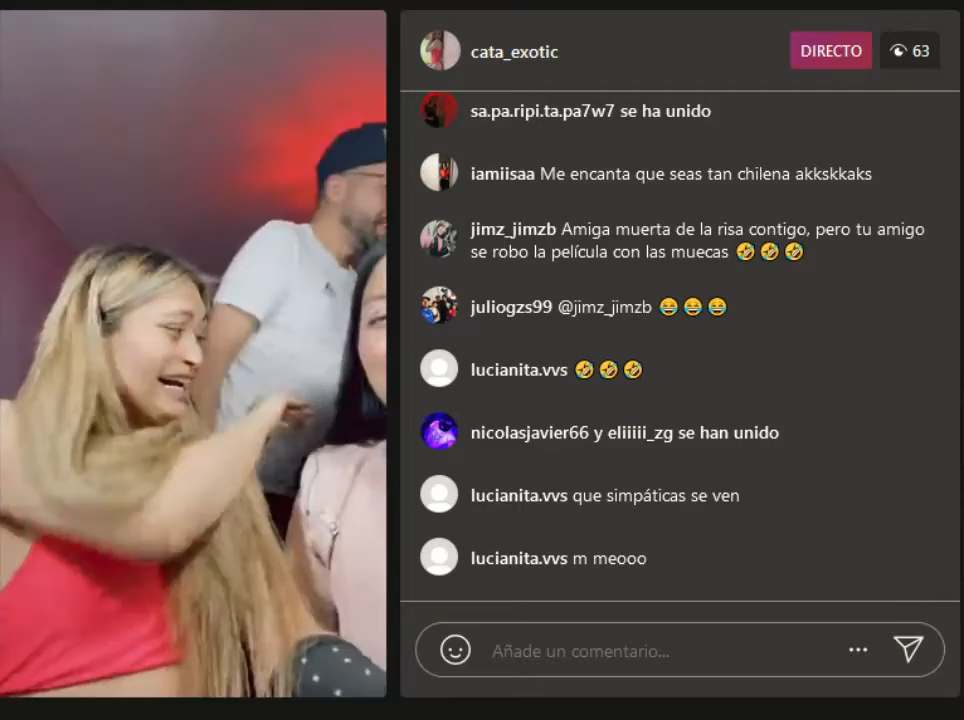 cata_exotic
DIRECTO
63
sa.pa.ripi.ta.pa7w7 se ha unido
iamiisaa Me encanta que seas tan chilena akkskkaks
jimz_jimzb Amiga muerta de la risa contigo, pero tu amigo
se robo la película con las muecas 🤣 🤣 🤣
juliogzs99 @jimz_jimzb 😂 😂 😂
lucianita.vvs 🤣 🤣 🤣
nicolasjavier66 y eliiiii_zg se han unido
lucianita.vvs que simpáticas se ven
lucianita.vvs m meooo
Añade un comentario...